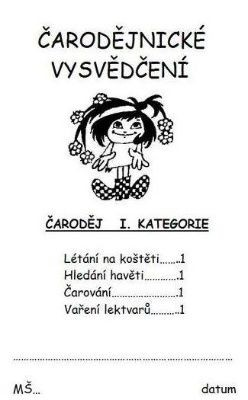 ČARODĚJNICKÉ
VYSVĚDČENÍ
ČARODĚJ I. KATEGORIE
Létání na koštěti.......1
Hledání havěti............1
Čarování......................1
Vaření lektvarů..........1
........................................................
MŠ... datum